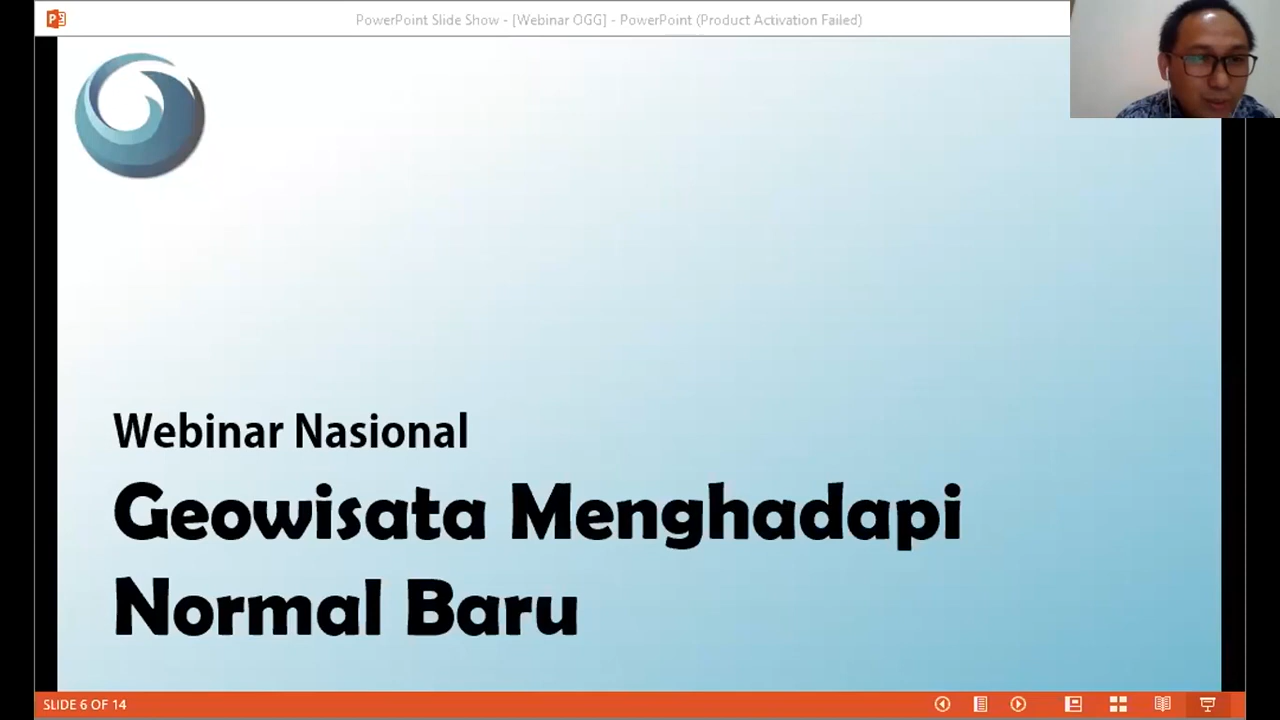 PowerPoint Slide Show - [Webinar OGG] - PowerPoint (Product Activation Failed)
Webinar Nasional
Geowisata Menghadapi
Normal Baru
SLIDE 6 OF 14